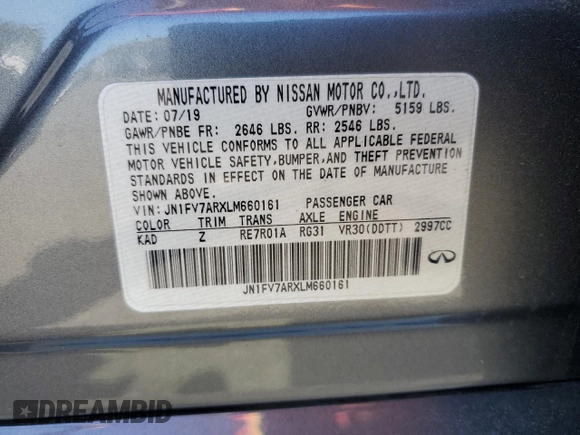 MANUFACTURED BY NISSAN MOTOR CO.,LTD.
DATE: 07/19 GVWR/PNBV: 5159 LBS.
GAWR/PNBE FR: 2646 LBS. RR: 2546 LBS.
THIS VEHICLE CONFORMS TO ALL APPLICABLE FEDERAL
MOTOR VEHICLE SAFETY,BUMPER,AND THEFT PREVENTION
STANDARDS IN EFFECT ON THE DATE OF MANUFACTURE
SHOWN ABOVE.
VIN: JN1FV7ARXLM660161 PASSENGER CAR
COLOR TRIM TRANS AXLE ENGINE
KAD Z RE7R01A RG31 VR30(DDTT) 2997CC
JN1FV7ARXLM660161
INFINITI
DREAMBID